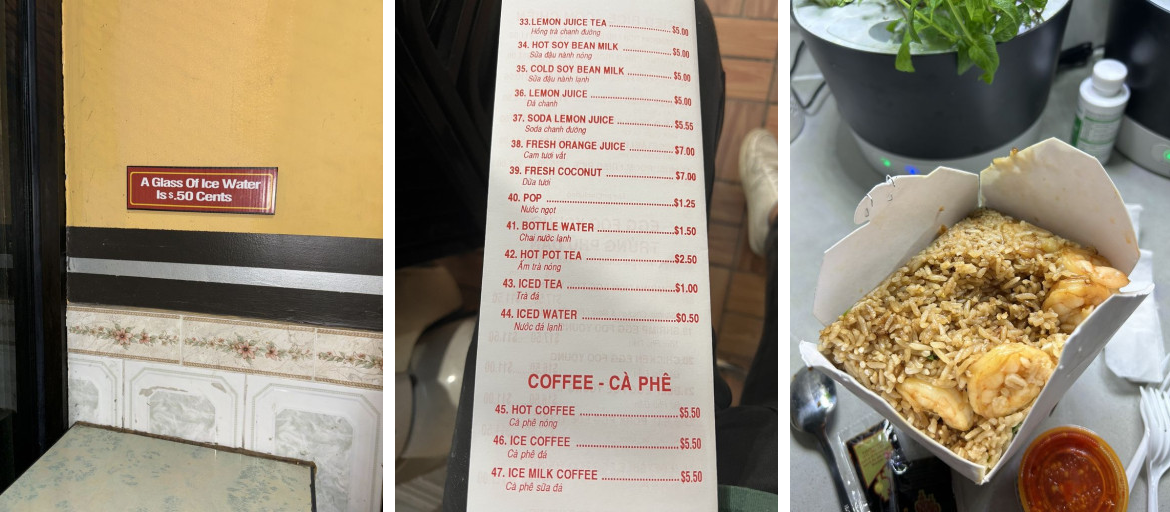 A Glass Of Ice Water
Is $.50 Cents
33.LEMON JUICE TEA ........................ $5.00
Hồng trà chanh đường
34. HOT SOY BEAN MILK ........................ $5.00
Sữa đậu nành nóng
35. COLD SOY BEAN MILK ........................ $5.00
Sữa đậu nành lạnh
36. LEMON JUICE ........................ $5.00
Đá chanh
37. SODA LEMON JUICE ........................ $5.55
Soda chanh đường
38. FRESH ORANGE JUICE ........................ $7.00
Cam tươi vắt
39. FRESH COCONUT ........................ $7.00
Dừa tươi
40. POP ........................ $1.25
Nước ngọt
41. BOTTLE WATER ........................ $1.50
Chai nước lạnh
42. HOT POT TEA ........................ $2.50
Ấm trà nóng
43. ICED TEA ........................ $1.00
Trà đá
44. ICED WATER ........................ $0.50
Nước đá lạnh
COFFEE - CÀ PHÊ
45. HOT COFFEE ........................ $5.50
Cà phê nóng
46. ICE COFFEE ........................ $5.50
Cà phê đá
47. ICE MILK COFFEE ........................ $5.50
Cà phê sữa đá